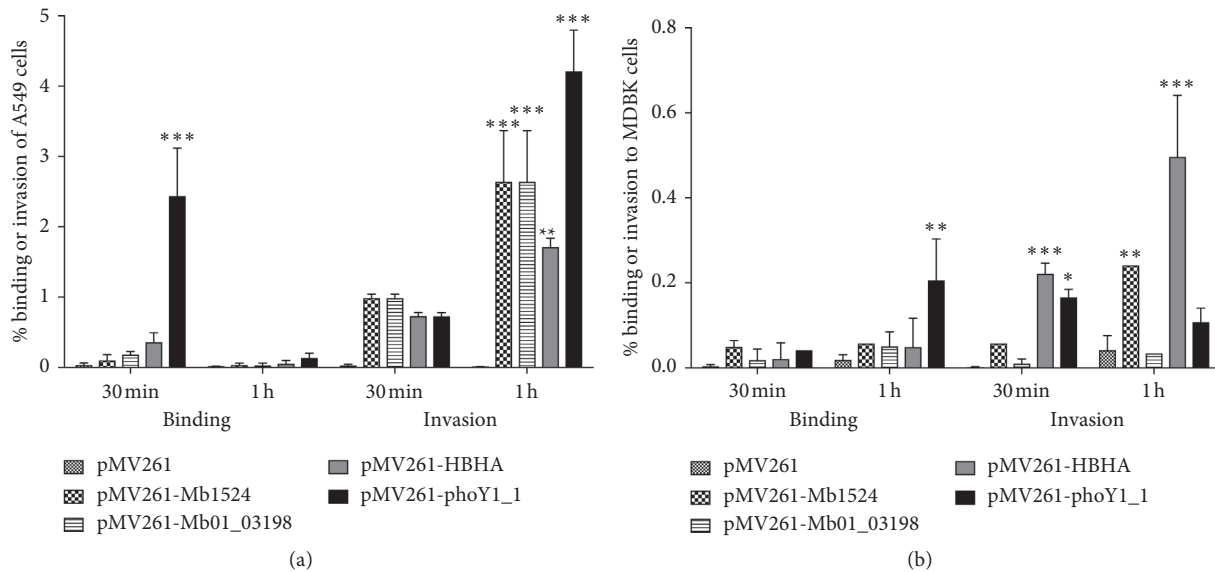 % binding or invasion of A549 cells
5
4
3
2
1
0
***
***
***
**
***
30 min
1 h
30 min
1 h
Binding
Invasion
pMV261
pMV261-Mb1524
pMV261-Mb01_03198
pMV261-HBHA
pMV261-phoY1_1
(a)
% binding or invasion to MDBK cells
0.8
0.6
0.4
0.2
0.0
**
***
*
**
***
30 min
1 h
30 min
1 h
Binding
Invasion
pMV261
pMV261-Mb1524
pMV261-Mb01_03198
pMV261-HBHA
pMV261-phoY1_1
(b)